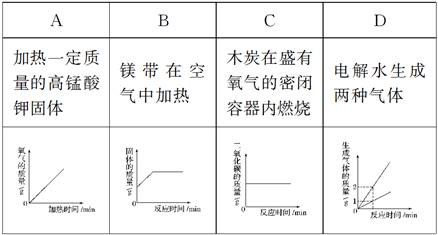 A
B
C
D
加热一定质
量的高锰酸
钾固体
镁带在空
气中加热
木炭在盛有
氧气的密闭
容器内燃烧
电解水生成
两种气体
氧气的质量/g
加热时间/min
固体的质量/g
反应时间/min
二氧化碳的质量/g
反应时间/min
生成气体的质量/g
2
1
反应时间/min